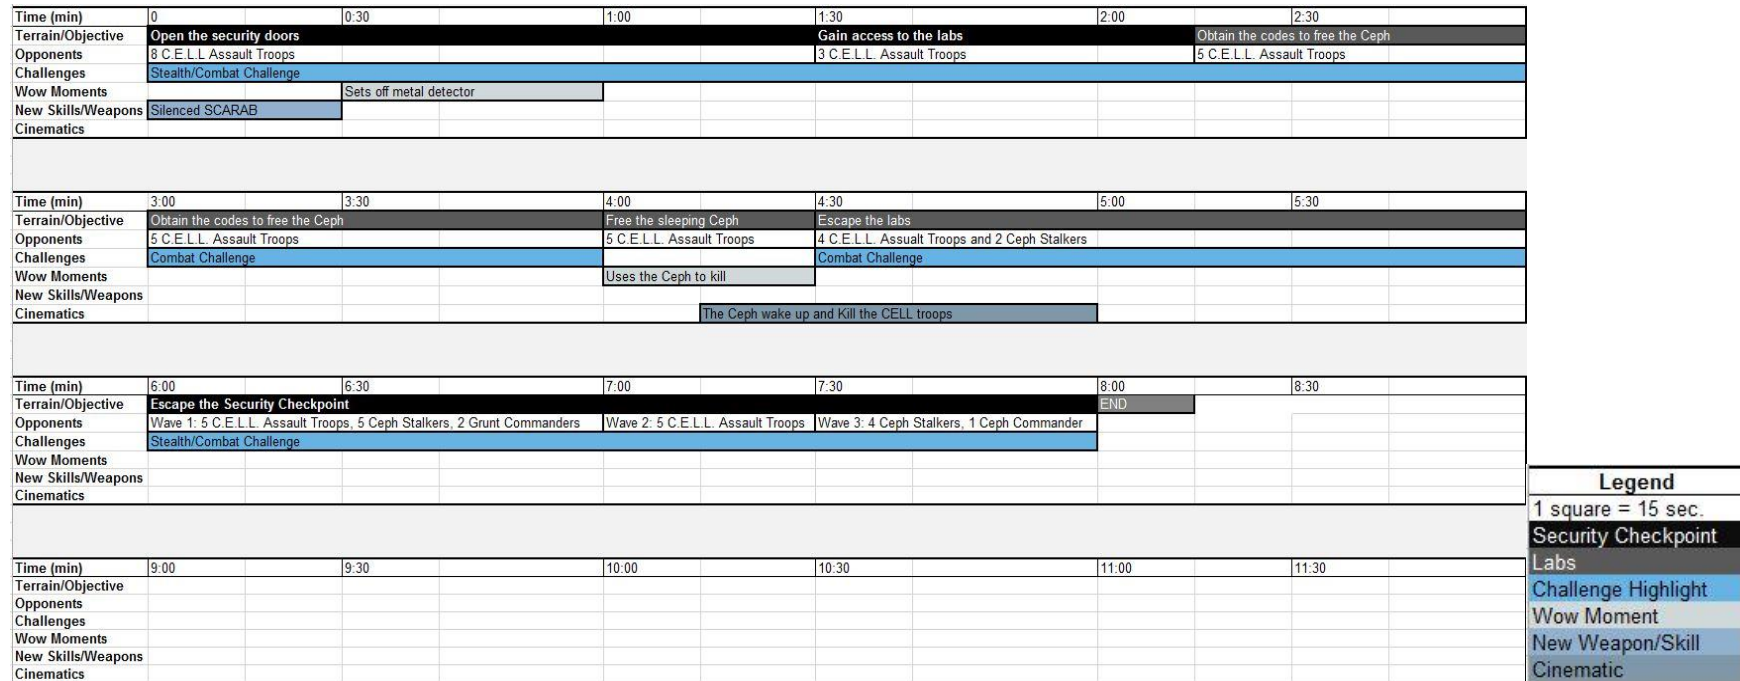 Time (min) 0 0:30 1:00 1:30 2:00 2:30
Terrain/Objective Open the security doors Gain access to the labs Obtain the codes to free the Ceph
Opponents 8 C.E.L.L Assault Troops 3 C.E.L.L. Assault Troops 5 C.E.L.L. Assault Troops
Challenges Stealth/Combat Challenge
Wow Moments Sets off metal detector
New Skills/Weapons Silenced SCARAB
Cinematics
Time (min) 3:00 3:30 4:00 4:30 5:00 5:30
Terrain/Objective Obtain the codes to free the Ceph Free the sleeping Ceph Escape the labs
Opponents 5 C.E.L.L. Assault Troops 5 C.E.L.L. Assault Troops 4 C.E.L.L. Assualt Troops and 2 Ceph Stalkers
Challenges Combat Challenge Combat Challenge
Wow Moments Uses the Ceph to kill
New Skills/Weapons
Cinematics The Ceph wake up and Kill the CELL troops
Time (min) 6:00 6:30 7:00 7:30 8:00 8:30
Terrain/Objective Escape the Security Checkpoint END
Opponents Wave 1: 5 C.E.L.L. Assault Troops, 5 Ceph Stalkers, 2 Grunt Commanders Wave 2: 5 C.E.L.L. Assault Troops Wave 3: 4 Ceph Stalkers, 1 Ceph Commander
Challenges Stealth/Combat Challenge
Wow Moments
New Skills/Weapons
Cinematics
Time (min) 9:00 9:30 10:00 10:30 11:00 11:30
Terrain/Objective
Opponents
Challenges
Wow Moments
New Skills/Weapons
Cinematics
Legend
1 square = 15 sec.
Security Checkpoint
Labs
Challenge Highlight
Wow Moment
New Weapon/Skill
Cinematic